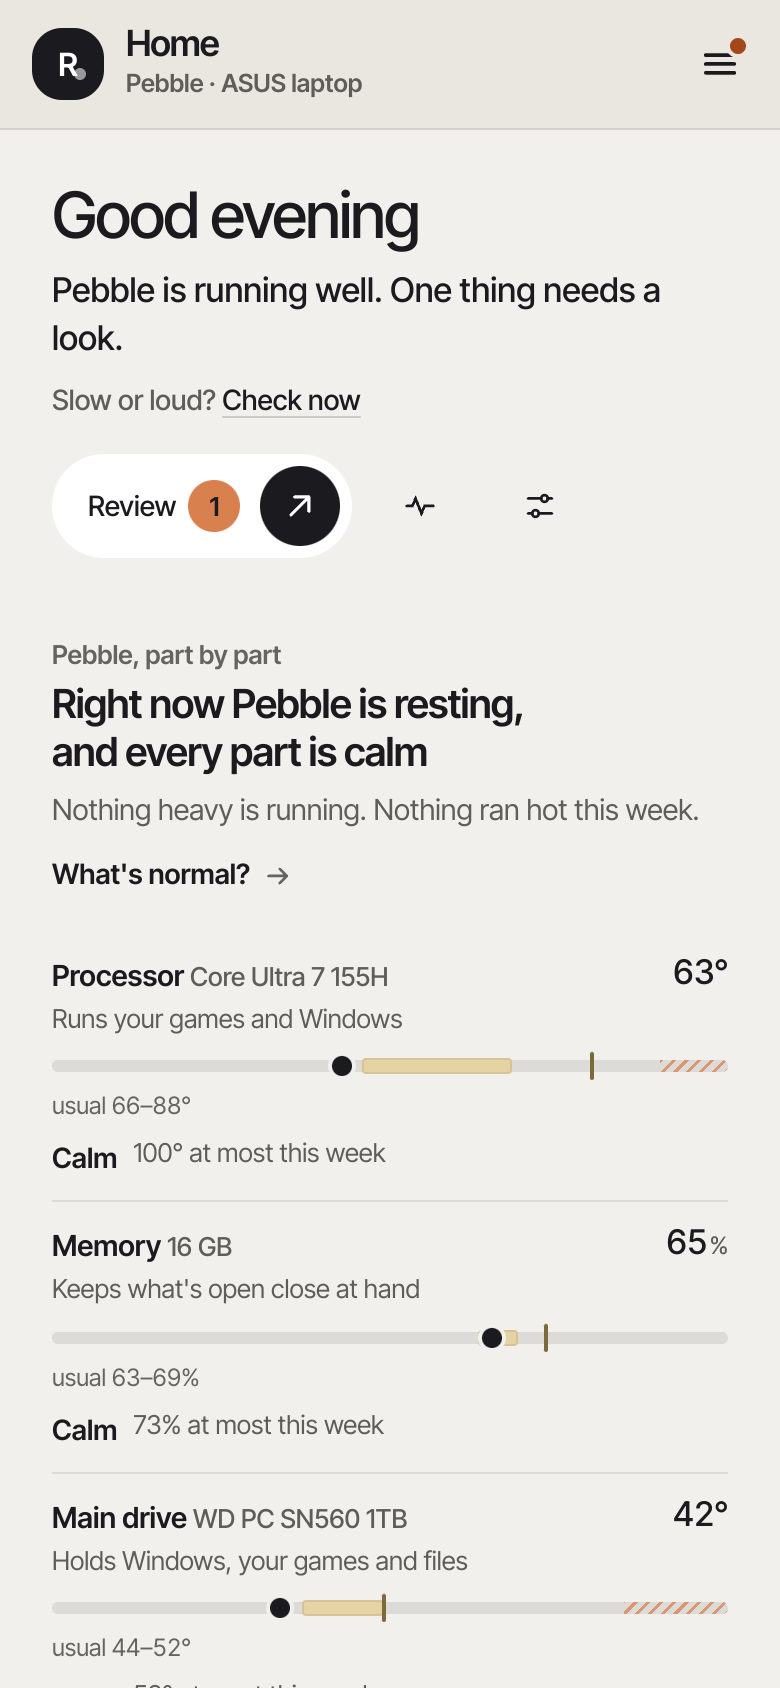 R
Home
Pebble · ASUS laptop
Good evening
Pebble is running well. One thing needs a
look.
Slow or loud? Check now
Review 1
Pebble, part by part
Right now Pebble is resting,
and every part is calm
Nothing heavy is running. Nothing ran hot this week.
What's normal? →
Processor Core Ultra 7 155H 63°
Runs your games and Windows
usual 66–88°
Calm 100° at most this week
Memory 16 GB 65%
Keeps what's open close at hand
usual 63–69%
Calm 73% at most this week
Main drive WD PC SN560 1TB 42°
Holds Windows, your games and files
usual 44–52°